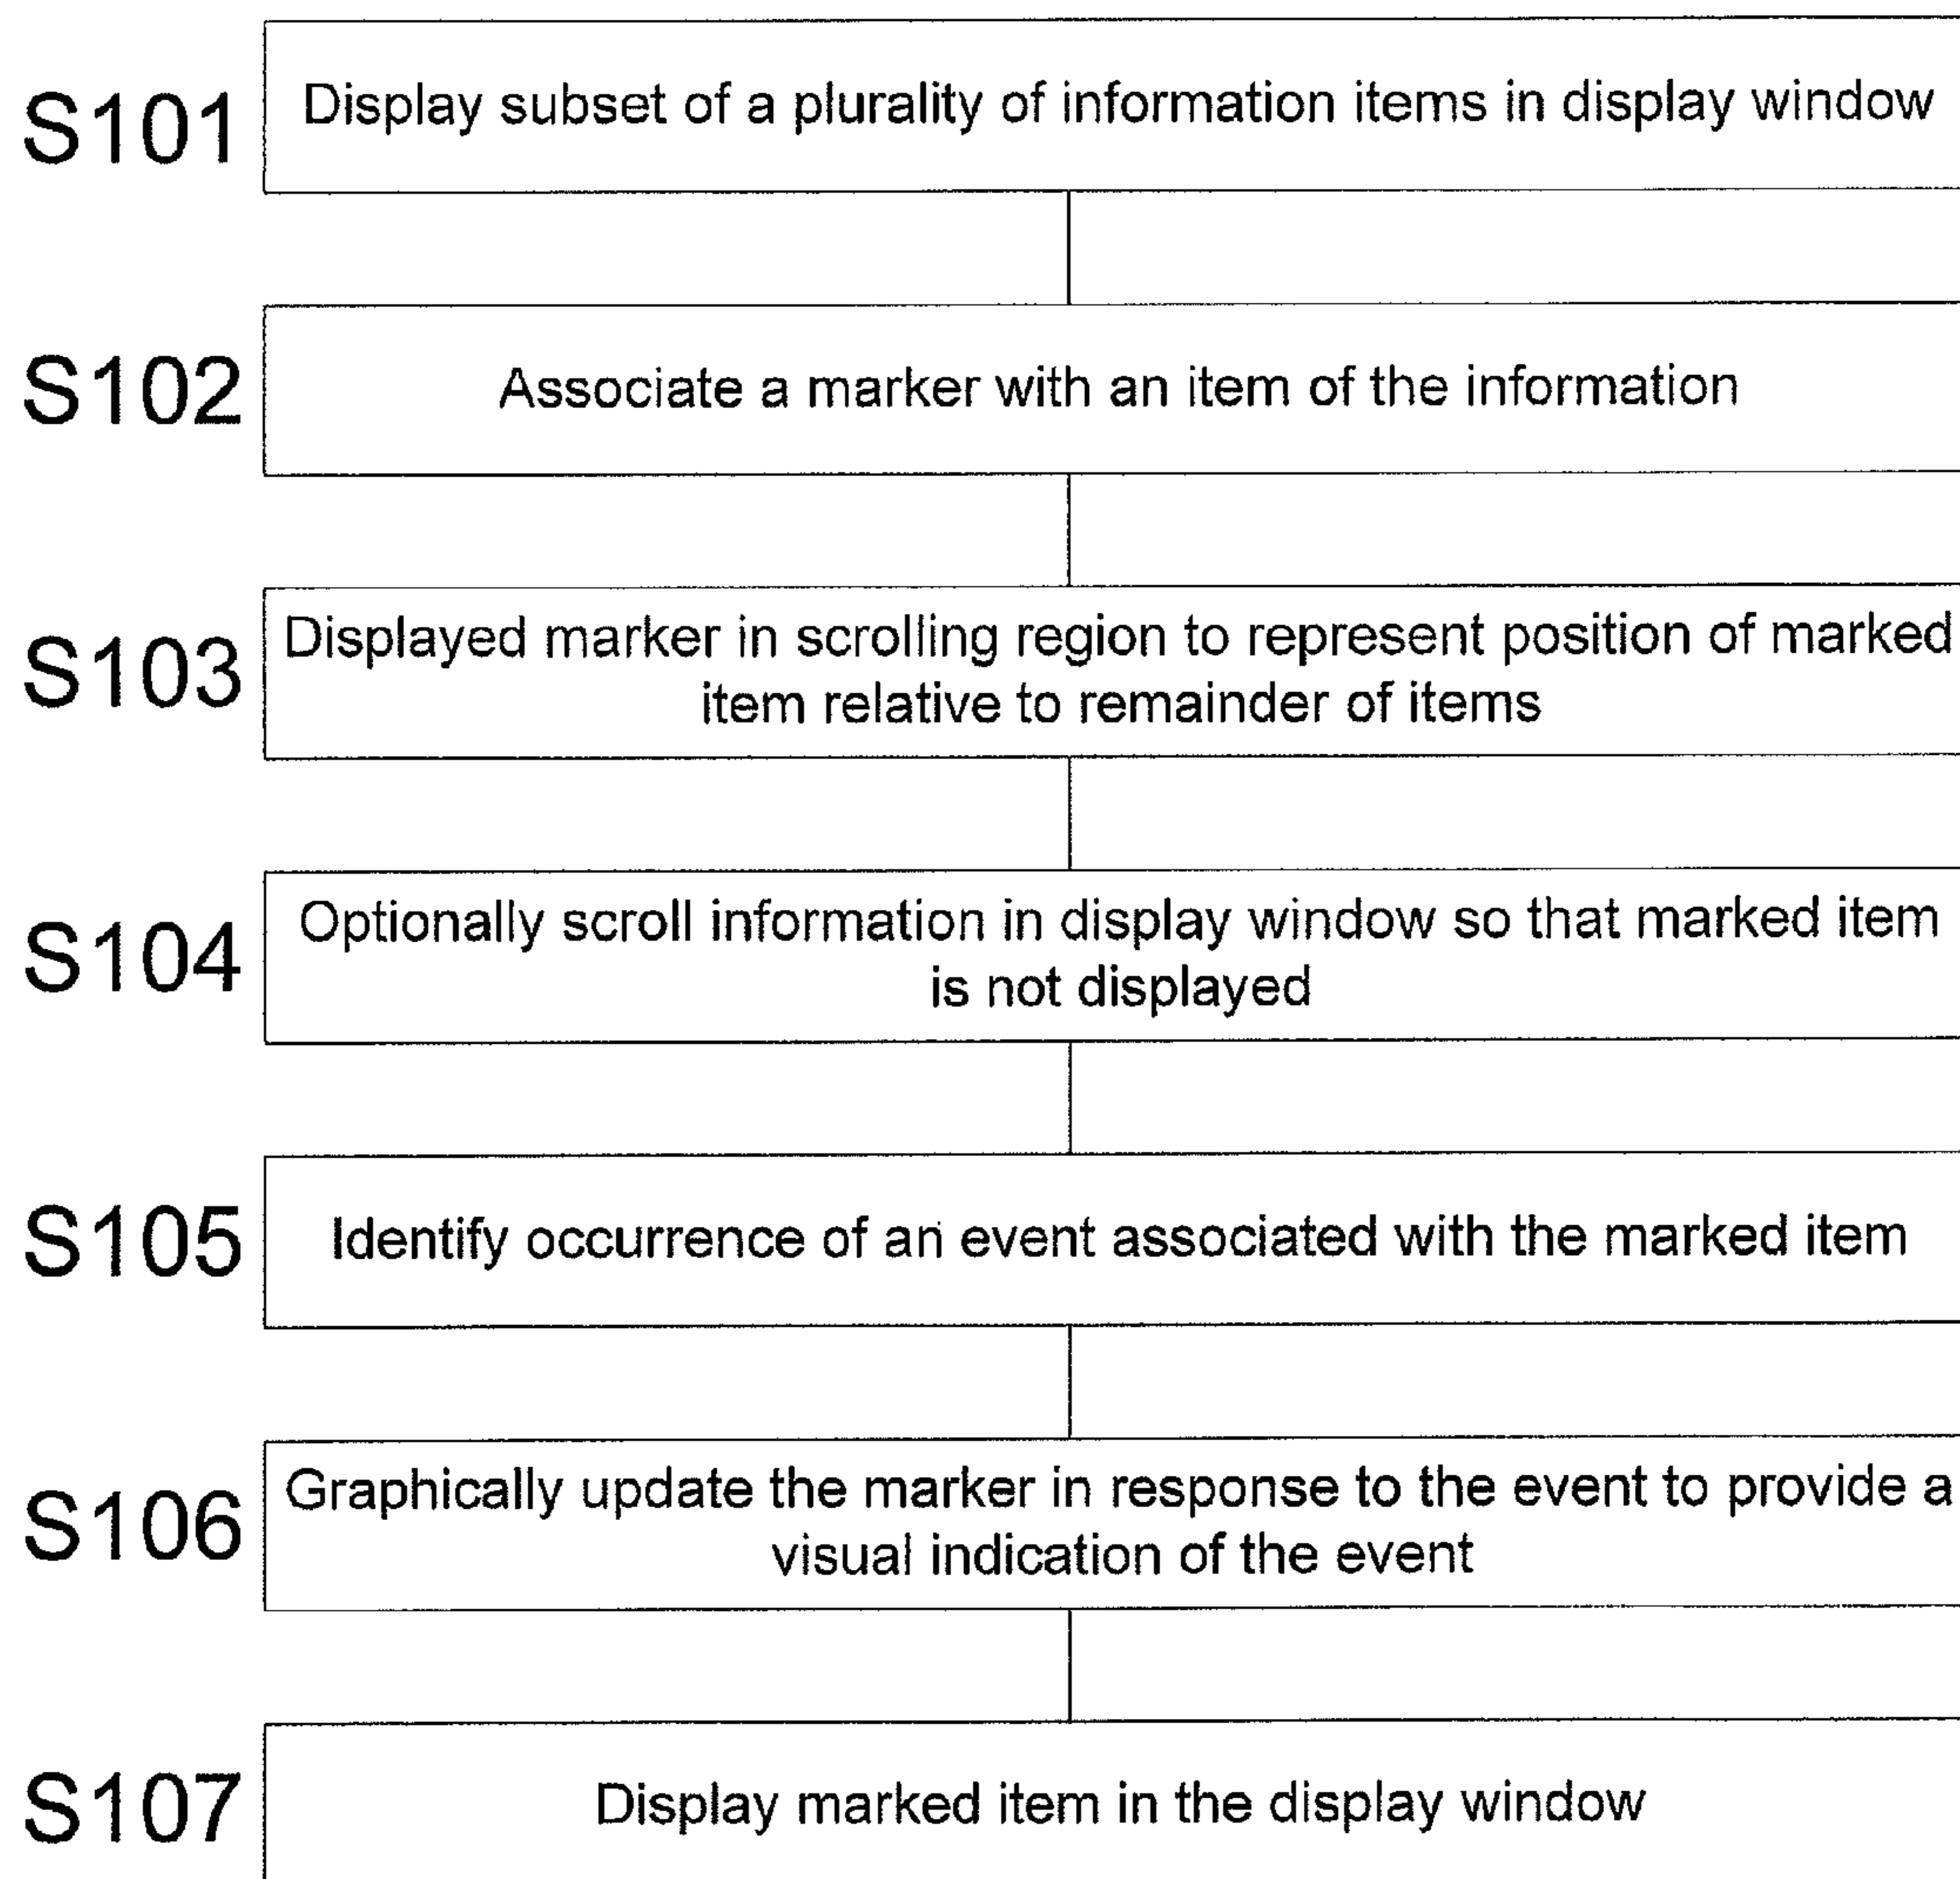 S101
Display subset of a plurality of information items in display window
S102
Associate a marker with an item of the information
S103
Displayed marker in scrolling region to represent position of marked
item relative to remainder of items
S104
Optionally scroll information in display window so that marked item
is not displayed
S105
Identify occurrence of an event associated with the marked item
S106
Graphically update the marker in response to the event to provide a
visual indication of the event
S107
Display marked item in the display window